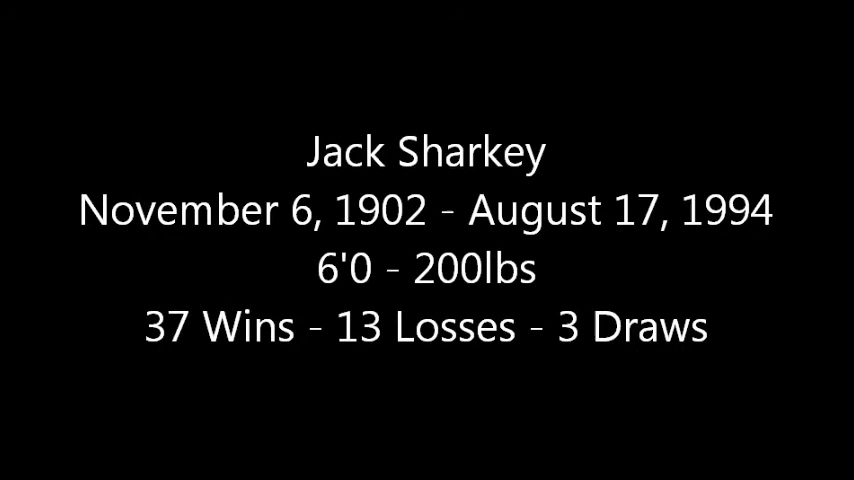 Jack Sharkey
November 6, 1902 - August 17, 1994
6'0 - 200lbs
37 Wins - 13 Losses - 3 Draws